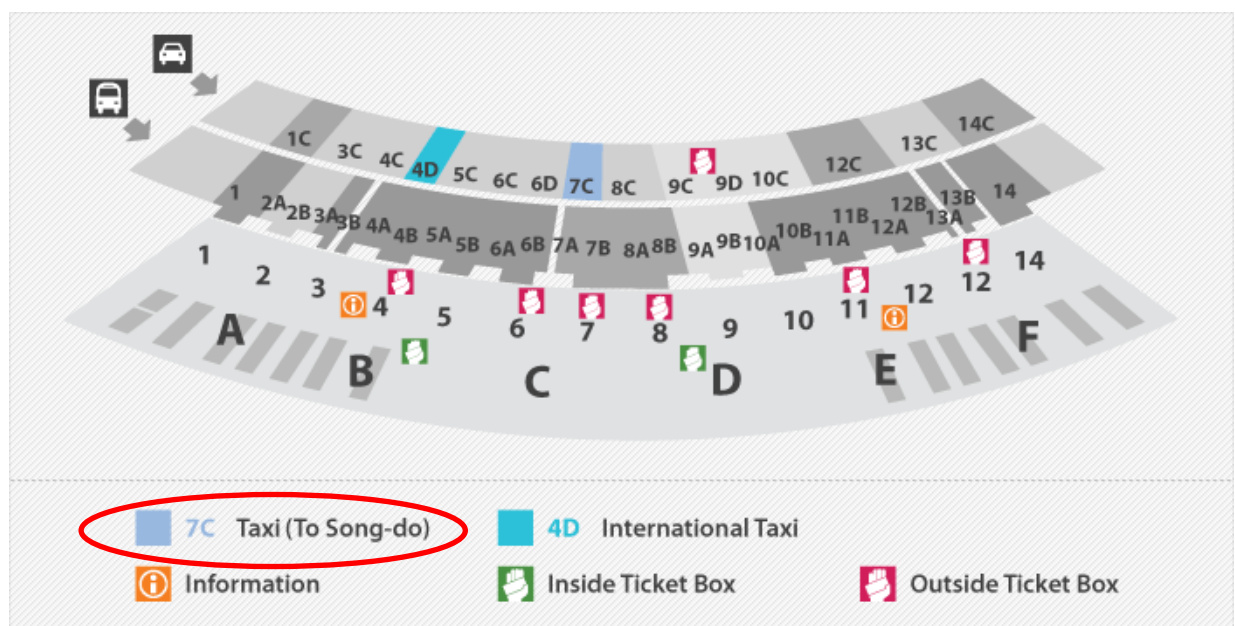 1C 3C 4C 4D 5C 6C 6D 7C 8C 9C 9D 10C 12C 13C 14C
1 2A 2B 3A 3B 4A 4B 5A 5B 6A 6B 7A 7B 8A 8B 9A 9B 10A 10B 11A 11B 12A 12B 13A 13B 14
1 2 3 4 5 6 7 8 9 10 11 12 12 14
A B C D E F
7C Taxi (To Song-do) 4D International Taxi
Information Inside Ticket Box Outside Ticket Box